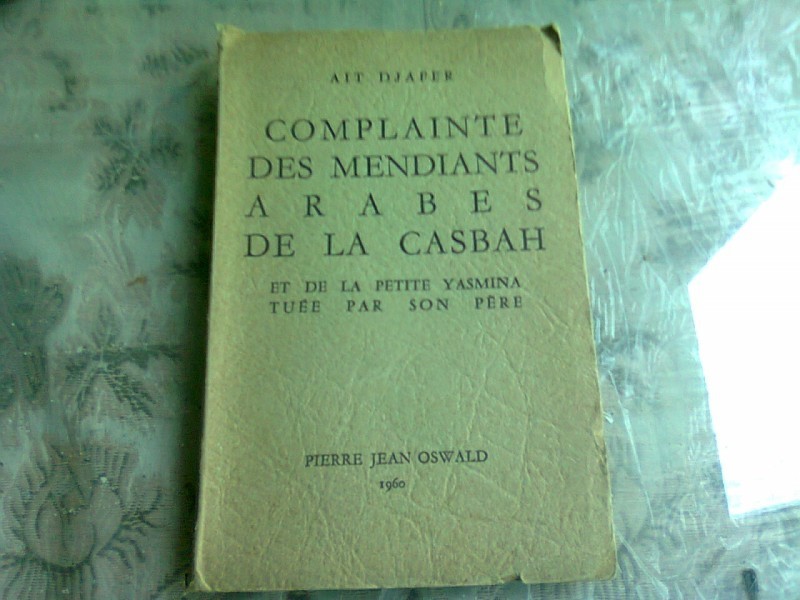 AIT DJAFER
COMPLAINTE
DES MENDIANTS
ARABES
DE LA CASBAH
ET DE LA PETITE YASMINA
TUÉE PAR SON PÈRE
PIERRE JEAN OSWALD
1960